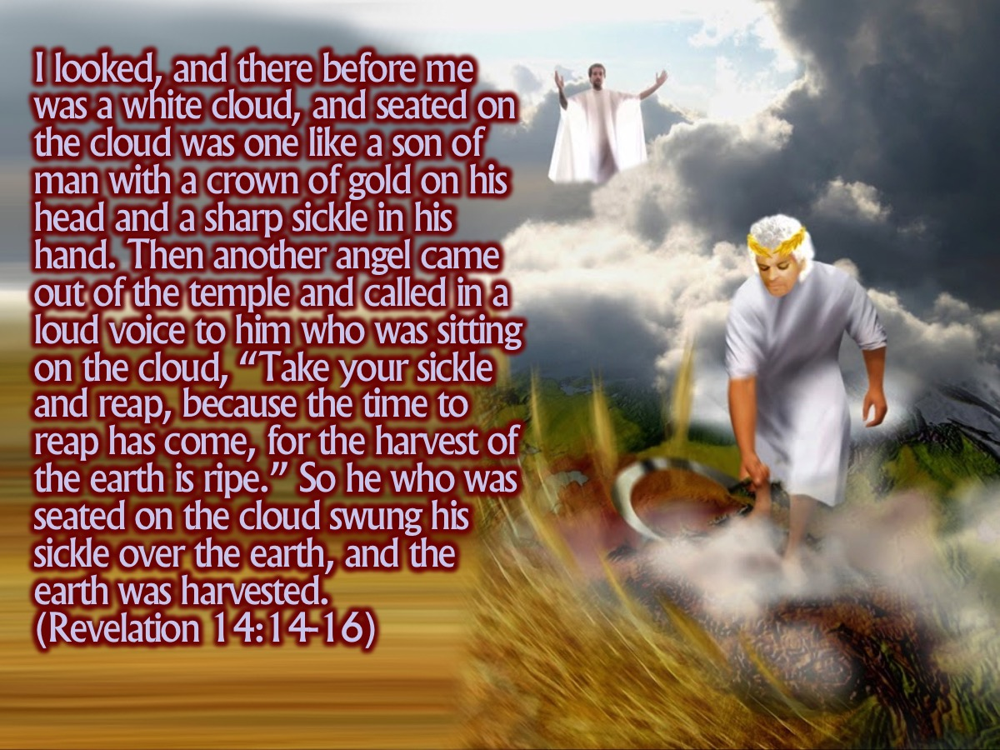 I looked, and there before me
was a white cloud, and seated on
the cloud was one like a son of
man with a crown of gold on his
head and a sharp sickle in his
hand. Then another angel came
out of the temple and called in a
loud voice to him who was sitting
on the cloud, “Take your sickle
and reap, because the time to
reap has come, for the harvest of
the earth is ripe.” So he who was
seated on the cloud swung his
sickle over the earth, and the
earth was harvested.
(Revelation 14:14-16)